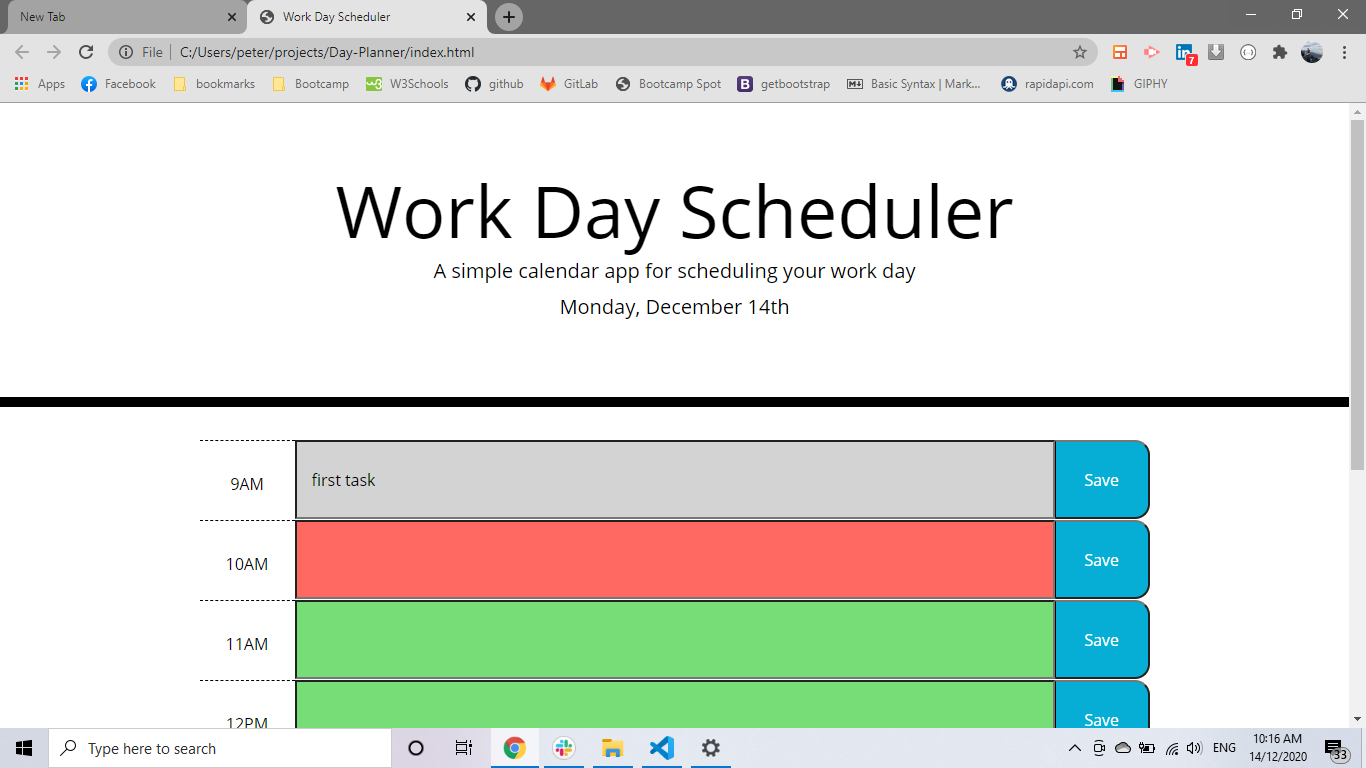 New Tab
Work Day Scheduler
File
C:/Users/peter/projects/Day-Planner/index.html
7
Apps
Facebook
bookmarks
Bootcamp
W3Schools
github
GitLab
Bootcamp Spot
B
getbootstrap
M
Basic Syntax | Mark...
rapidapi.com
GIPHY
Work Day Scheduler
A simple calendar app for scheduling your work day
Monday, December 14th
9AM
first task
Save
10AM
Save
11AM
Save
12PM
Save
Type here to search
ENG
10:16 AM
14/12/2020
33